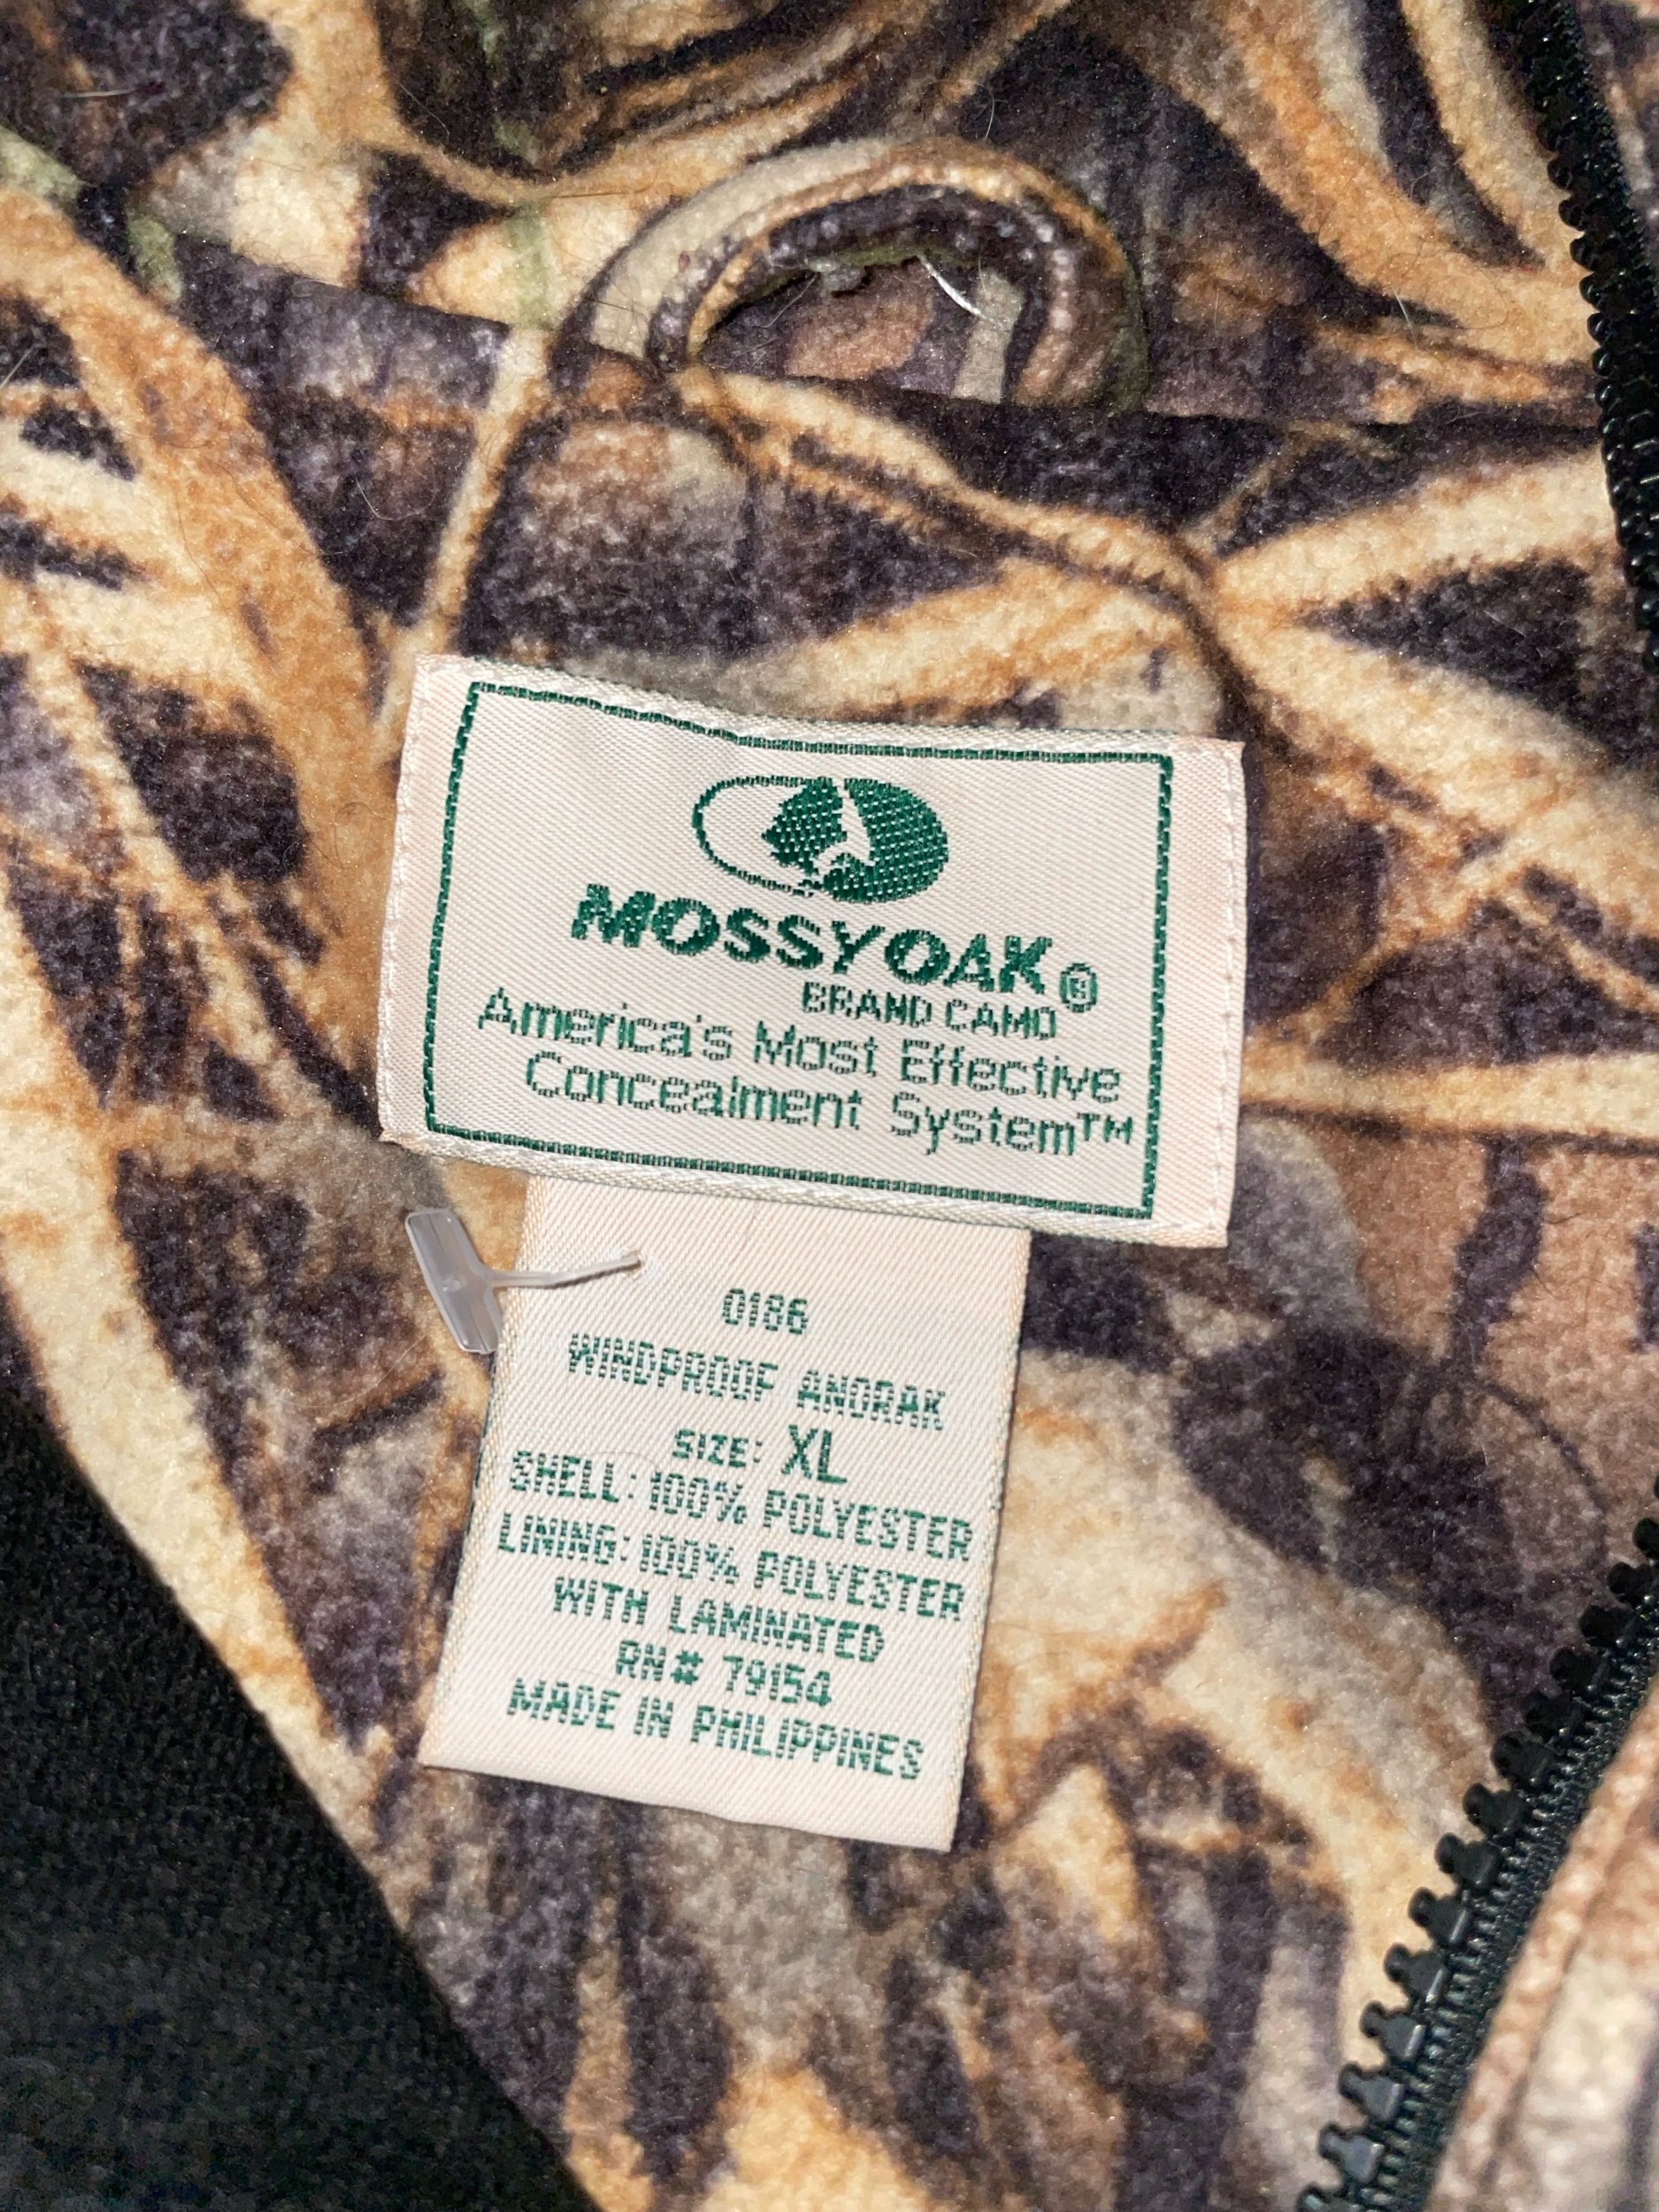 MOSSY OAK®
BRAND CAMO
America's Most Effective
Concealment System™
0186
WINDPROOF ANORAK
SIZE: XL
SHELL: 100% POLYESTER
LINING: 100% POLYESTER
WITH LAMINATED
RN# 79154
MADE IN PHILIPPINES